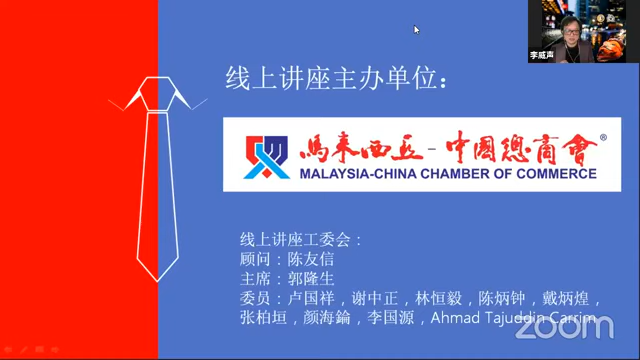 李威声
线上讲座主办单位：
馬來西亞-中國總商會®
MALAYSIA-CHINA CHAMBER OF COMMERCE
线上讲座工委会：
顾问：陈友信
主席：郭隆生
委员：卢国祥，谢中正，林恒毅，陈炳钟，戴炳煌，
张柏垣，颜海鑰，李国源，Ahmad Tajuddin Carrim
zoom